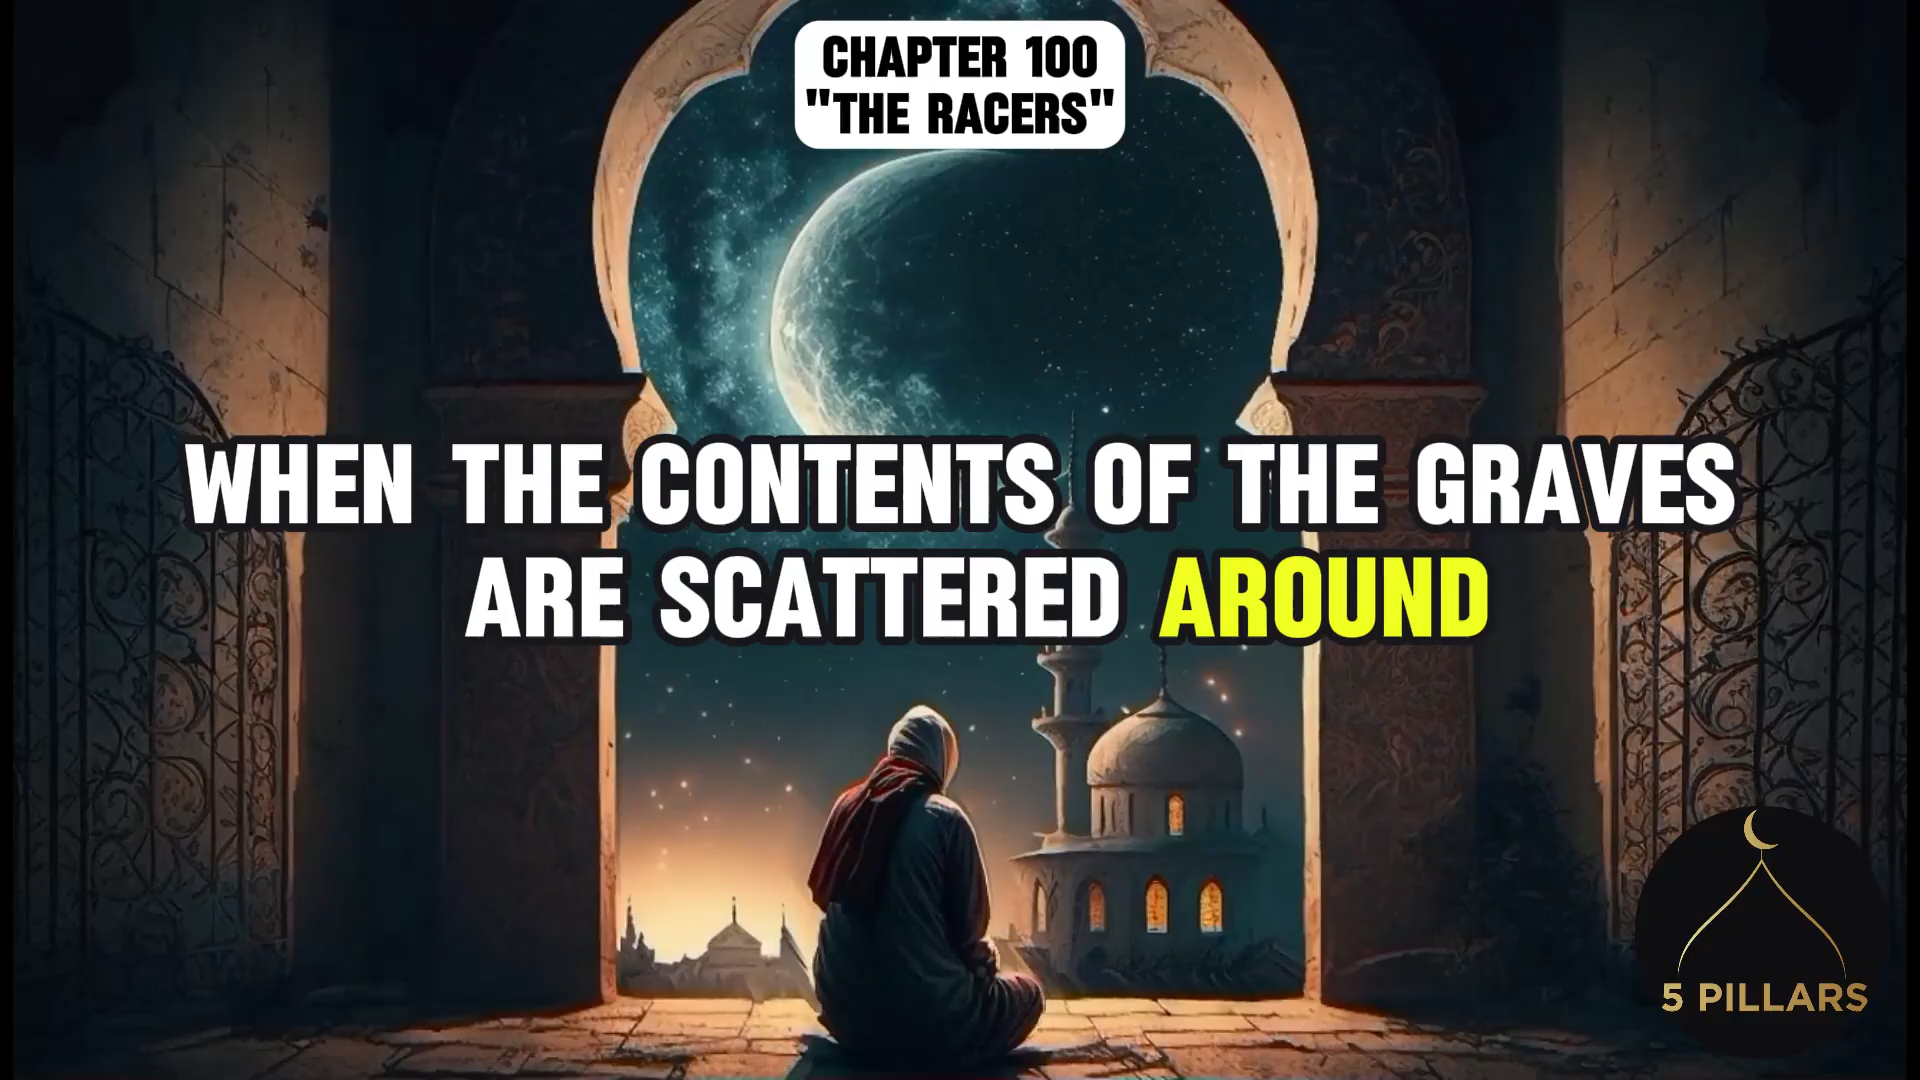 CHAPTER 100
"THE RACERS"
WHEN THE CONTENTS OF THE GRAVES
ARE SCATTERED AROUND
5 PILLARS